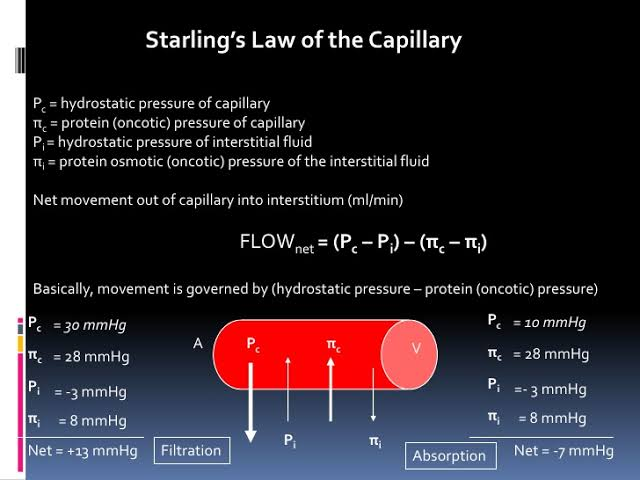 Starling's Law of the Capillary
Pc = hydrostatic pressure of capillary
πc = protein (oncotic) pressure of capillary
Pi = hydrostatic pressure of interstitial fluid
πi = protein osmotic (oncotic) pressure of the interstitial fluid
Net movement out of capillary into interstitium (ml/min)
FLOWnet = (Pc – Pi) – (πc – πi)
Basically, movement is governed by (hydrostatic pressure – protein (oncotic) pressure)
Pc = 30 mmHg
πc = 28 mmHg
Pi = -3 mmHg
πi = 8 mmHg
Net = +13 mmHg
Filtration
A
Pc
πc
V
Pi
πi
Absorption
Pc = 10 mmHg
πc = 28 mmHg
Pi =- 3 mmHg
πi = 8 mmHg
Net = -7 mmHg